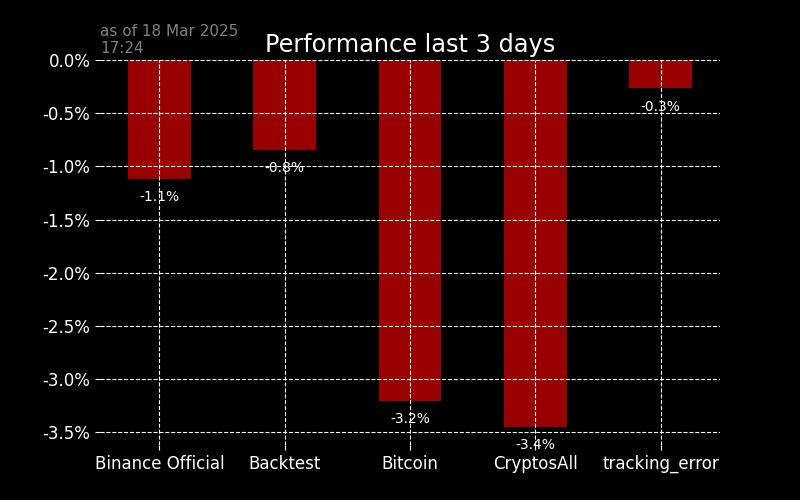 as of 18 Mar 2025
17:24
Performance last 3 days
0.0%
-0.5%
-1.0%
-1.5%
-2.0%
-2.5%
-3.0%
-3.5%
-1.1%
-0.8%
-3.2%
-3.4%
-0.3%
Binance Official
Backtest
Bitcoin
CryptosAll
tracking_error